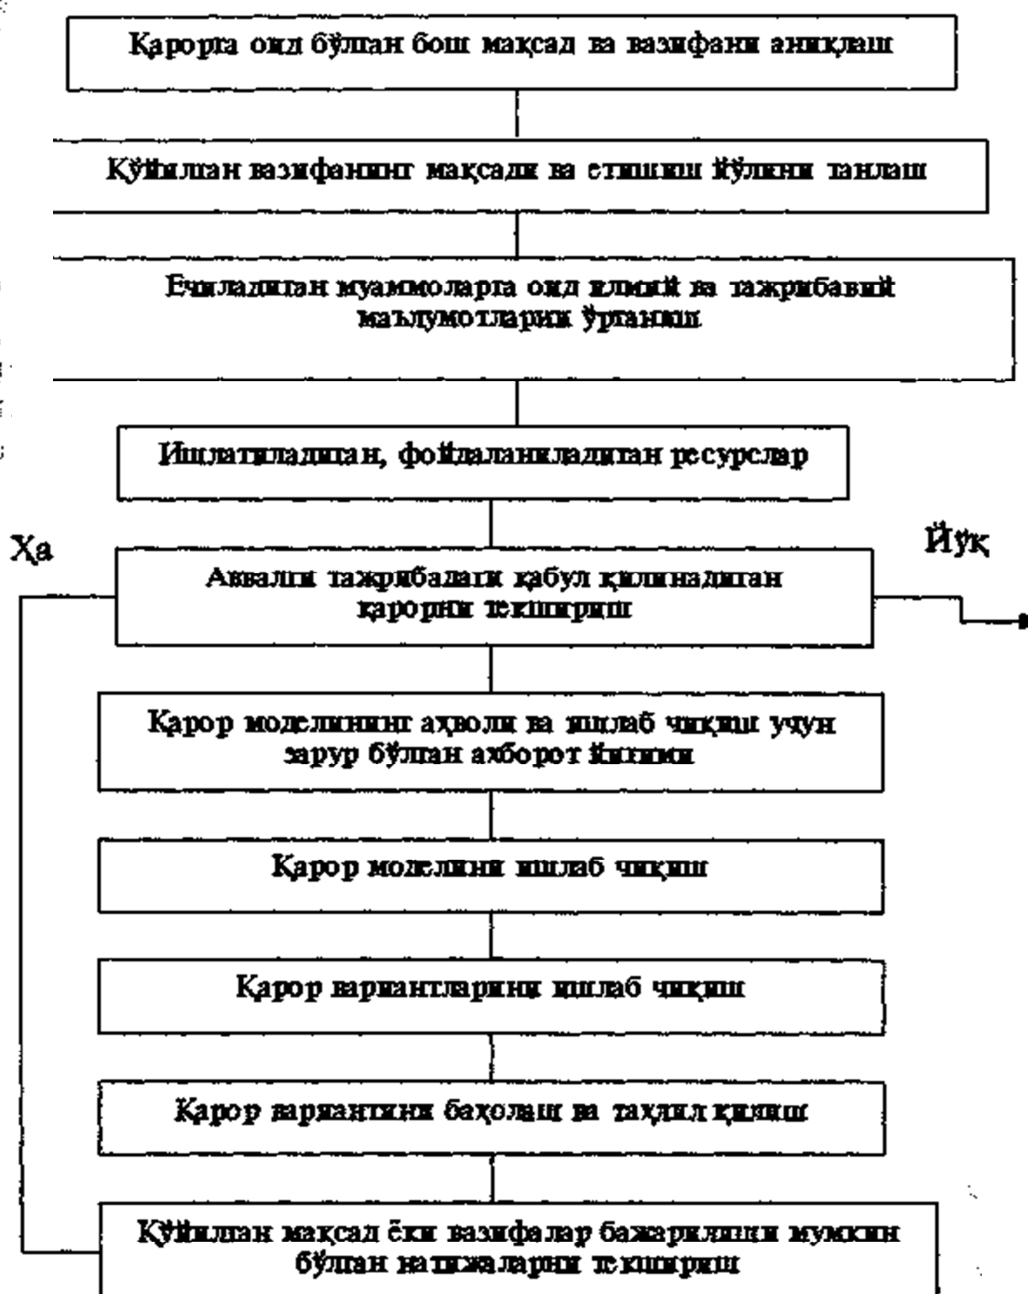 Қарорга оид бўлган бош мақсад ва вазифани аниқлаш
Қўйилган вазифанинг мақсади ва етишиш йўлини танлаш
Ечиладиган муаммоларга оид илмий ва тажрибавий
маълумотларни ўрганиш
Ишлатиладиган, фойдаланиладиган ресурслар
Ҳа
Йўқ
Аввалги тажрибадаги қабул қилинадиган
қарорни текшириш
Қарор моделининг аҳволи ва ишлаб чиқиш учун
зарур бўлган ахборот йиғими
Қарор моделини ишлаб чиқиш
Қарор вариантларини ишлаб чиқиш
Қарор вариантини баҳолаш ва таҳлил қилиш
Қўйилган мақсад ёки вазифалар бажарилиши мумкин
бўлган натижаларни текшириш